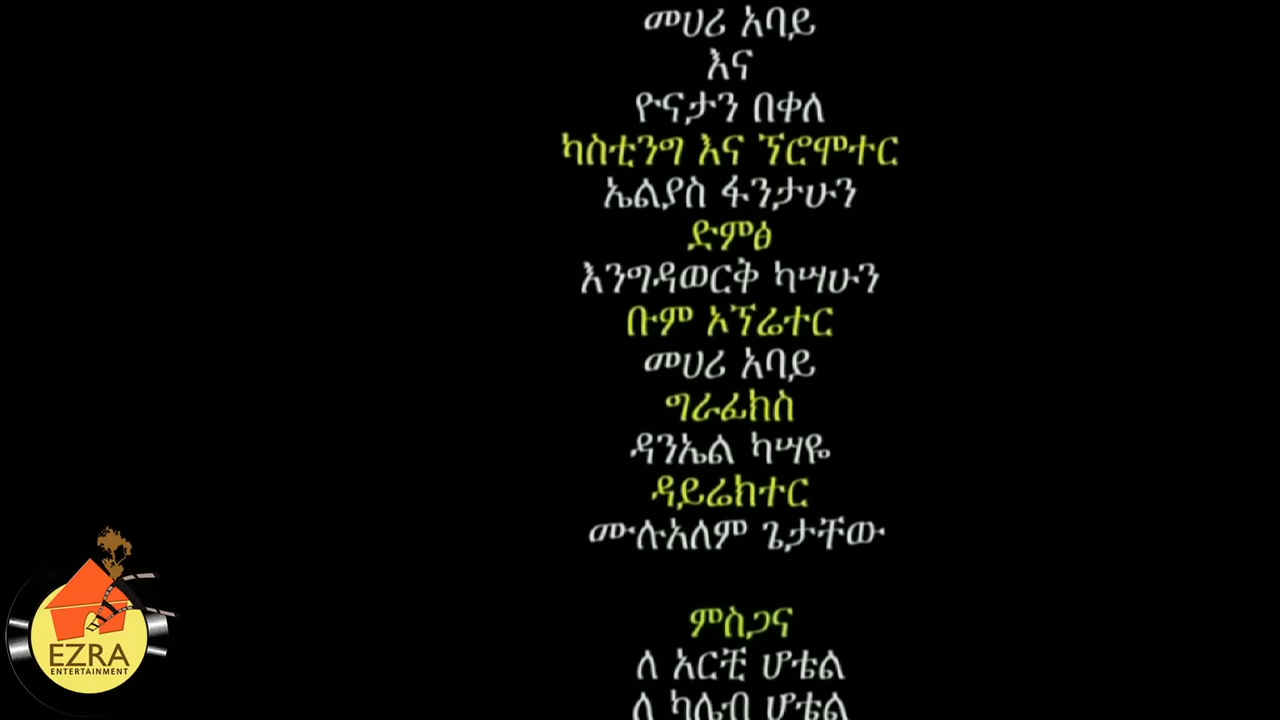 መሀሪ አባይ
እና
ዮናታን በቀለ
ካስቲንግ እና ኘሮሞተር
ኤልያስ ፋንታሁን
ድምፅ
እንግዳወርቅ ካሣሁን
ቡም ኦኘሬተር
መሀሪ አባይ
ግራፊክስ
ዳንኤል ካሣዬ
ዳይሬክተር
ሙሉአለም ጌታቸው
ምስጋና
ለ አርቺ ሆቴል
ለ ካሌብ ሆቴል
EZRA
ENTERTAINMENT